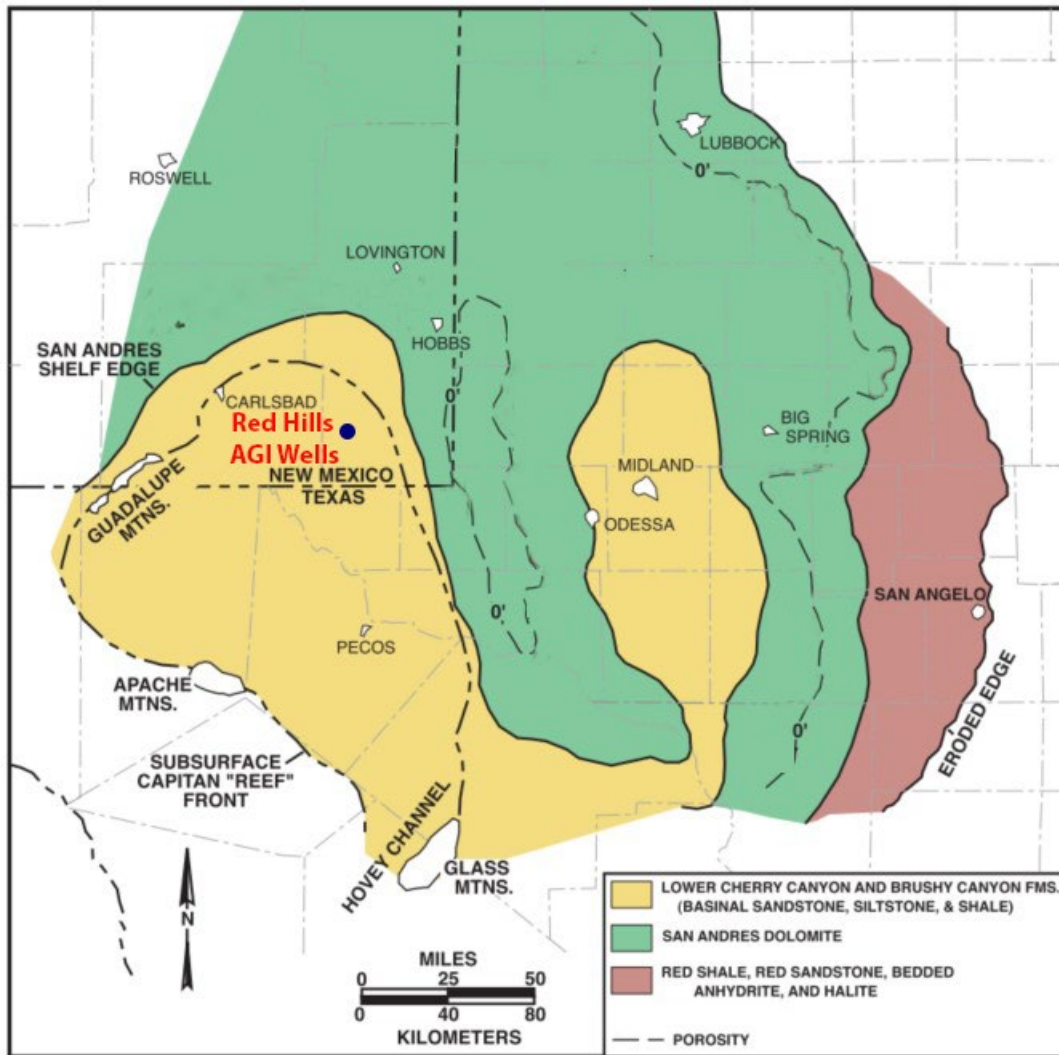 LUBBOCK
0'
ROSWELL
LOVINGTON
HOBBS
SAN ANDRES
SHELF EDGE
0'
CARLSBAD
Red Hills
AGI Wells
BIG
SPRING
NEW MEXICO
TEXAS
MIDLAND
GUADALUPE
MTNS.
ODESSA
SAN ANGELO
0'
PECOS
APACHE
MTNS.
ERODED EDGE
0'
SUBSURFACE
CAPITAN "REEF"
FRONT
HOVEY CHANNEL
GLASS
MTNS.
N
MILES
0 25 50
0 40 80
KILOMETERS
LOWER CHERRY CANYON AND BRUSHY CANYON FMS.
(BASINAL SANDSTONE, SILTSTONE, & SHALE)
SAN ANDRES DOLOMITE
RED SHALE, RED SANDSTONE, BEDDED
ANHYDRITE, AND HALITE
POROSITY